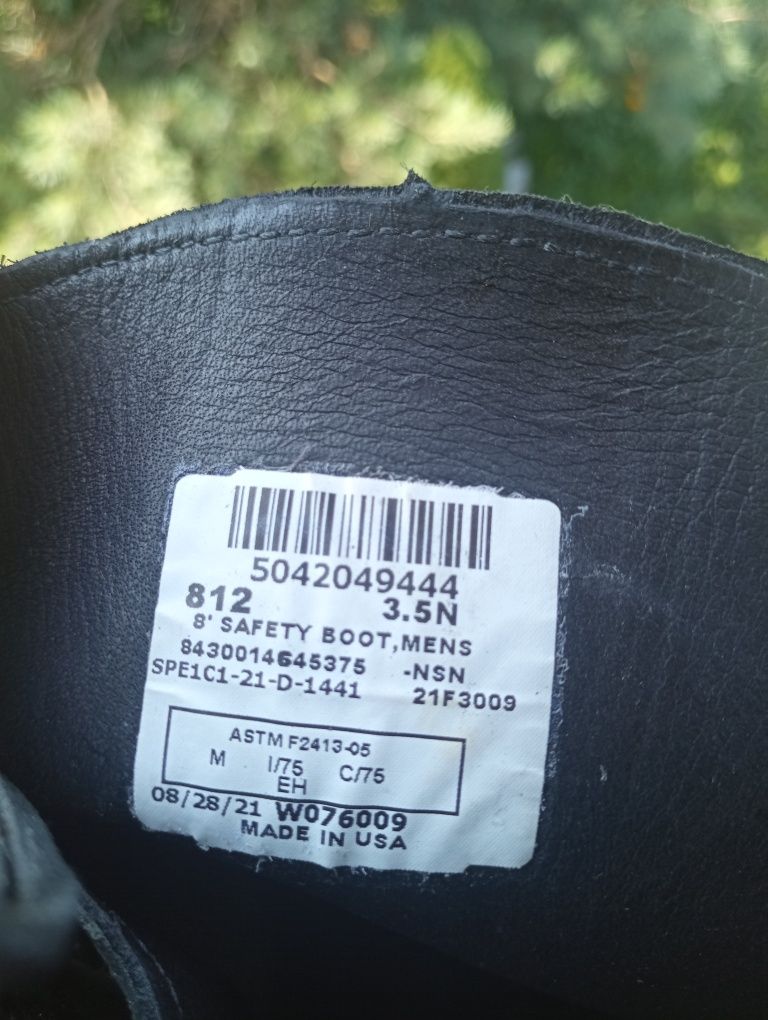 5042049444
812 3.5N
8' SAFETY BOOT,MENS
8430014645375 -NSN
SPE1C1-21-D-1441 21F3009
ASTM F2413-05
M I/75 C/75
EH
08/28/21 W076009
MADE IN USA